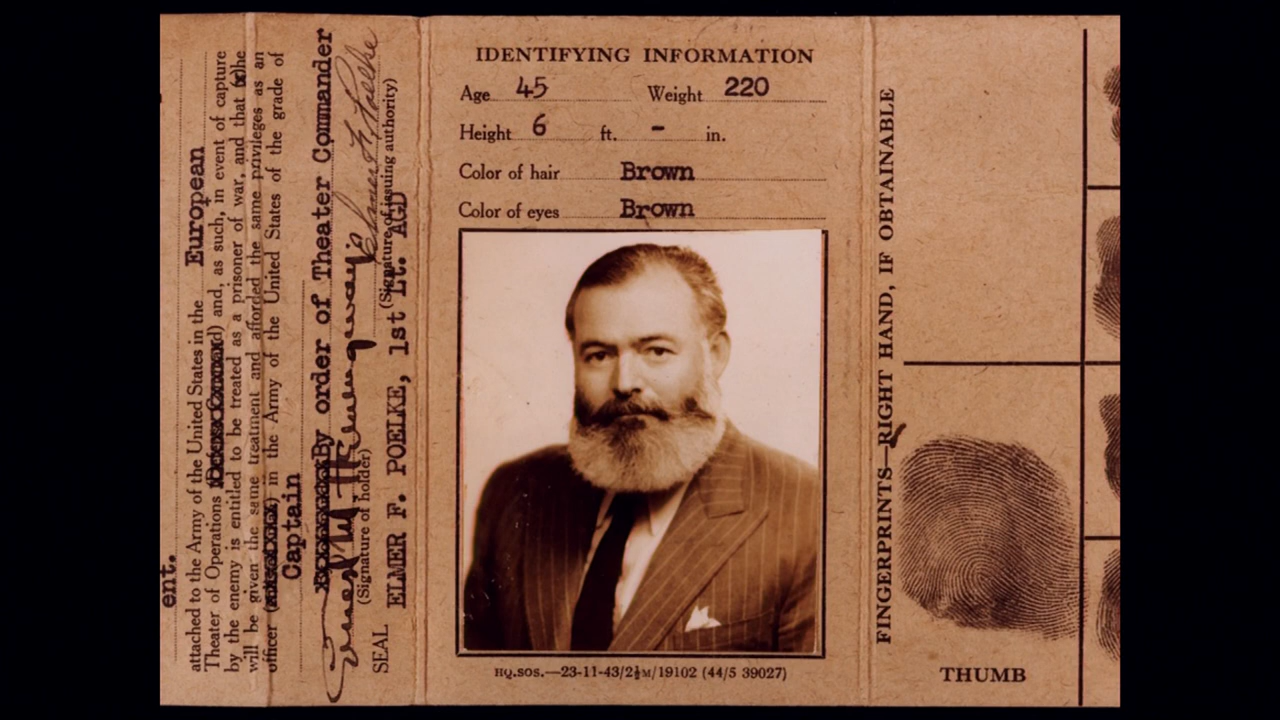 ent.
attached to the Army of the United States in the European
Theater of Operations and, as such, in event of capture
by the enemy is entitled to be treated as a prisoner of war, and that he
will be given the same treatment and afforded the same privileges as an
officer in the Army of the United States of the grade of
Captain
By order of Theater Commander
(Signature of holder)
(Signature of issuing authority)
SEAL ELMER F. POELKE, 1st Lt. AGD
IDENTIFYING INFORMATION
Age 45 Weight 220
Height 6 ft. - in.
Color of hair Brown
Color of eyes Brown
HQ.SOS.—23-11-43/2½M/19102 (44/5 39027)
FINGERPRINTS—RIGHT HAND, IF OBTAINABLE
THUMB